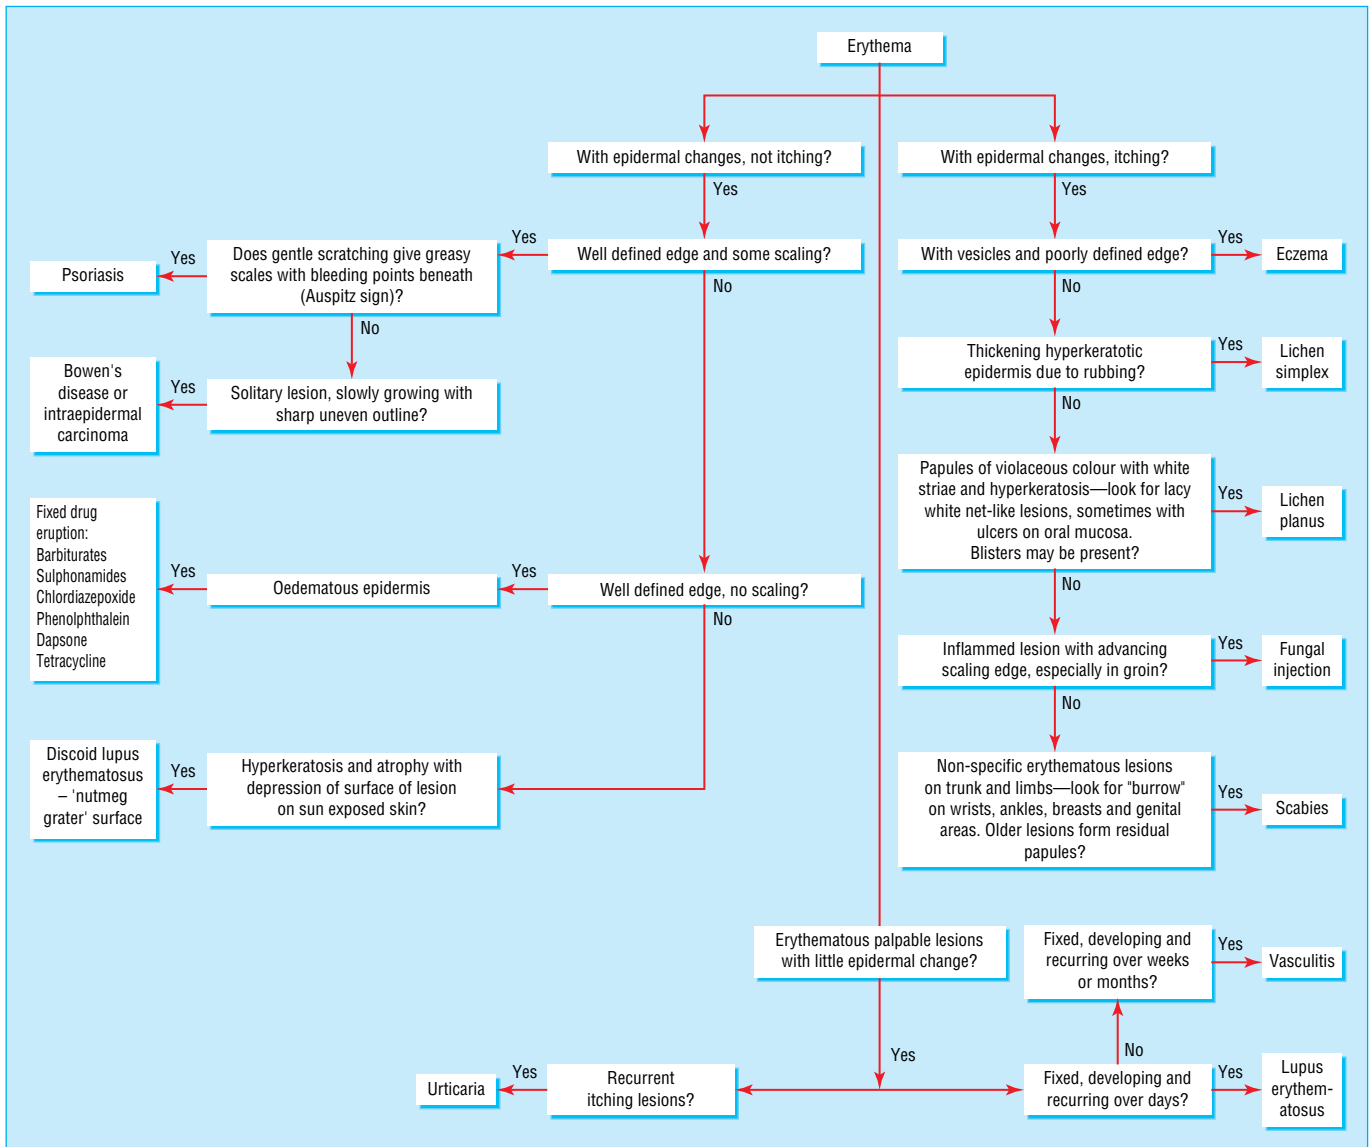 Erythema
With epidermal changes, not itching?
With epidermal changes, itching?
Yes
Yes
Well defined edge and some scaling?
Yes
Does gentle scratching give greasy
scales with bleeding points beneath
(Auspitz sign)?
Yes
Psoriasis
No
Solitary lesion, slowly growing with
sharp uneven outline?
Yes
Bowen's
disease or
intraepidermal
carcinoma
No
Well defined edge, no scaling?
Yes
Oedematous epidermis
Yes
Fixed drug
eruption:
Barbiturates
Sulphonamides
Chlordiazepoxide
Phenolphthalein
Dapsone
Tetracycline
No
Hyperkeratosis and atrophy with
depression of surface of lesion
on sun exposed skin?
Yes
Discoid lupus
erythematosus
– 'nutmeg
grater' surface
With vesicles and poorly defined edge?
Yes
Eczema
No
Thickening hyperkeratotic
epidermis due to rubbing?
Yes
Lichen
simplex
No
Papules of violaceous colour with white
striae and hyperkeratosis—look for lacy
white net-like lesions, sometimes with
ulcers on oral mucosa.
Blisters may be present?
Yes
Lichen
planus
No
Inflammed lesion with advancing
scaling edge, especially in groin?
Yes
Fungal
injection
No
Non-specific erythematous lesions
on trunk and limbs—look for "burrow"
on wrists, ankles, breasts and genital
areas. Older lesions form residual
papules?
Yes
Scabies
Erythematous palpable lesions
with little epidermal change?
Yes
Recurrent
itching lesions?
Yes
Urticaria
Fixed, developing and
recurring over days?
Yes
Lupus
erythem-
atosus
No
Fixed, developing and
recurring over weeks
or months?
Yes
Vasculitis